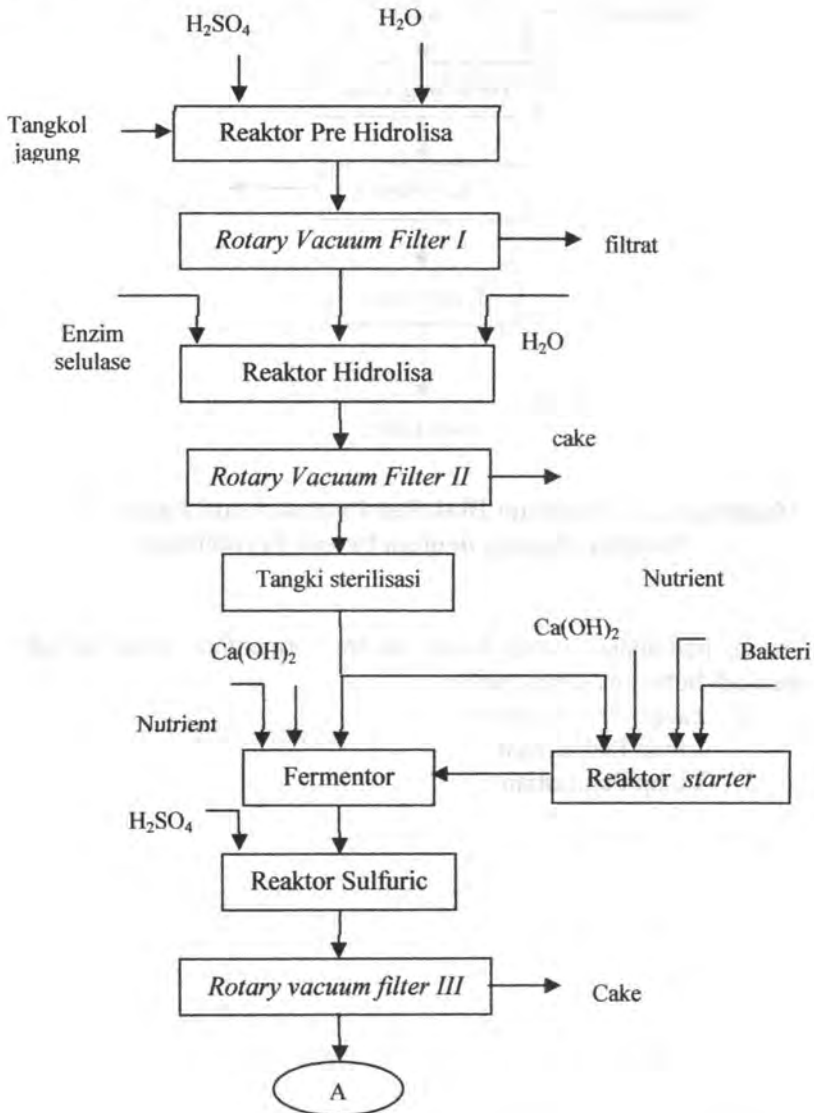 H₂SO₄
H₂O
Tangkol
jagung
Reaktor Pre Hidrolisa
Rotary Vacuum Filter I
filtrat
Enzim
selulase
H₂O
Reaktor Hidrolisa
cake
Rotary Vacuum Filter II
Tangki sterilisasi
Nutrient
Ca(OH)₂
Ca(OH)₂
Bakteri
Nutrient
Fermentor
Reaktor starter
H₂SO₄
Reaktor Sulfuric
Rotary vacuum filter III
Cake
A